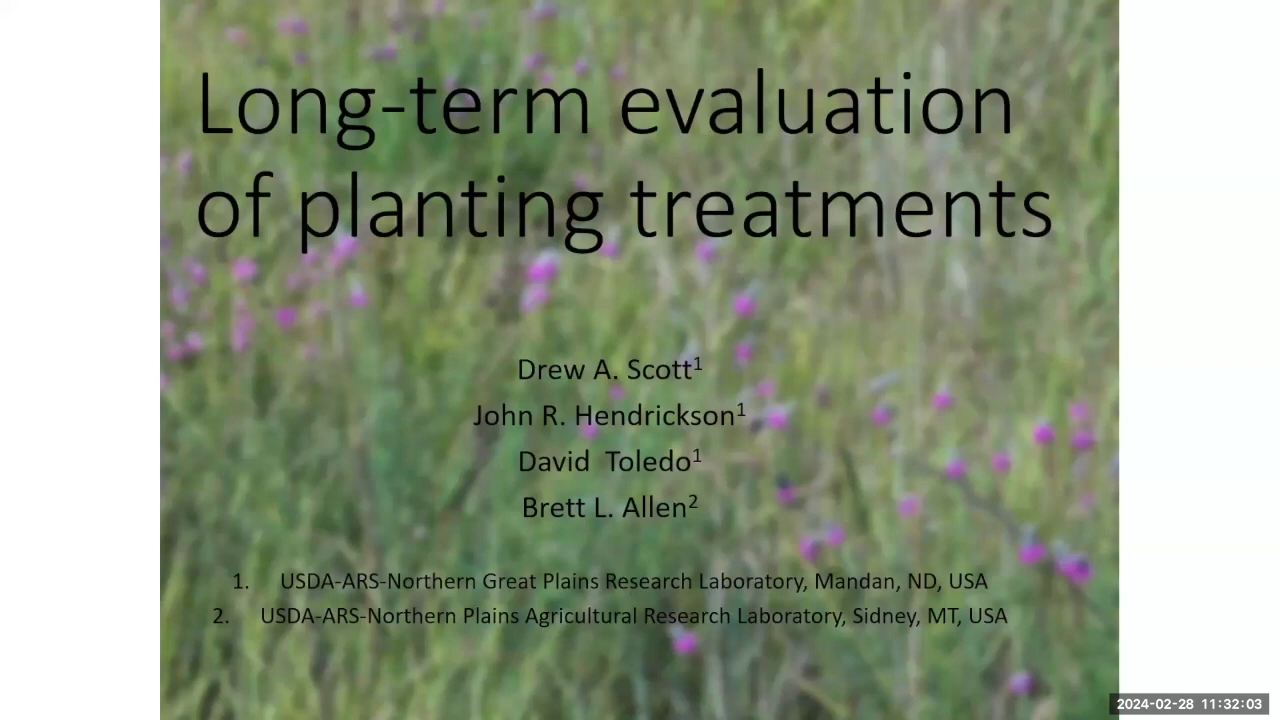 Long-term evaluation
of planting treatments
Drew A. Scott¹
John R. Hendrickson¹
David Toledo¹
Brett L. Allen²
1. USDA-ARS-Northern Great Plains Research Laboratory, Mandan, ND, USA
2. USDA-ARS-Northern Plains Agricultural Research Laboratory, Sidney, MT, USA
2024-02-28 11:32:03